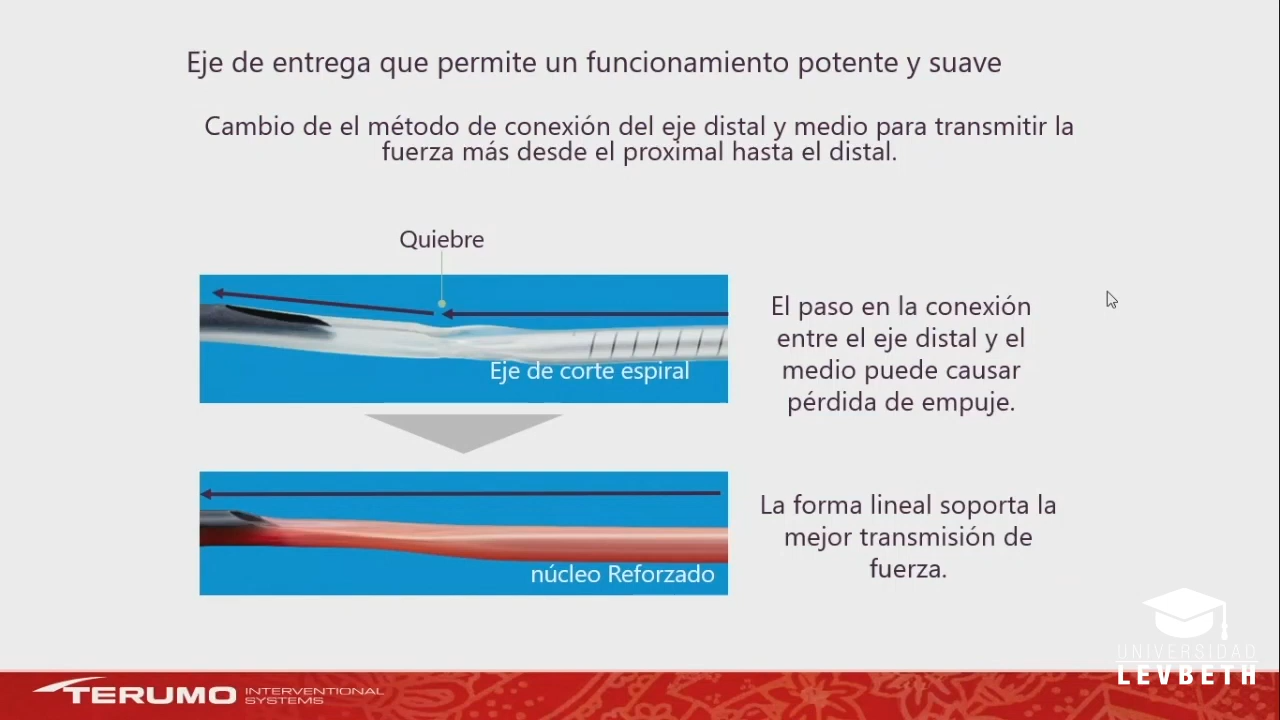 Eje de entrega que permite un funcionamiento potente y suave
Cambio de el método de conexión del eje distal y medio para transmitir la
fuerza más desde el proximal hasta el distal.
Quiebre
Eje de corte espiral
El paso en la conexión
entre el eje distal y el
medio puede causar
pérdida de empuje.
núcleo Reforzado
La forma lineal soporta la
mejor transmisión de
fuerza.
UNIVERSIDAD
LEVBETH
TERUMO
INTERVENTIONAL
SYSTEMS